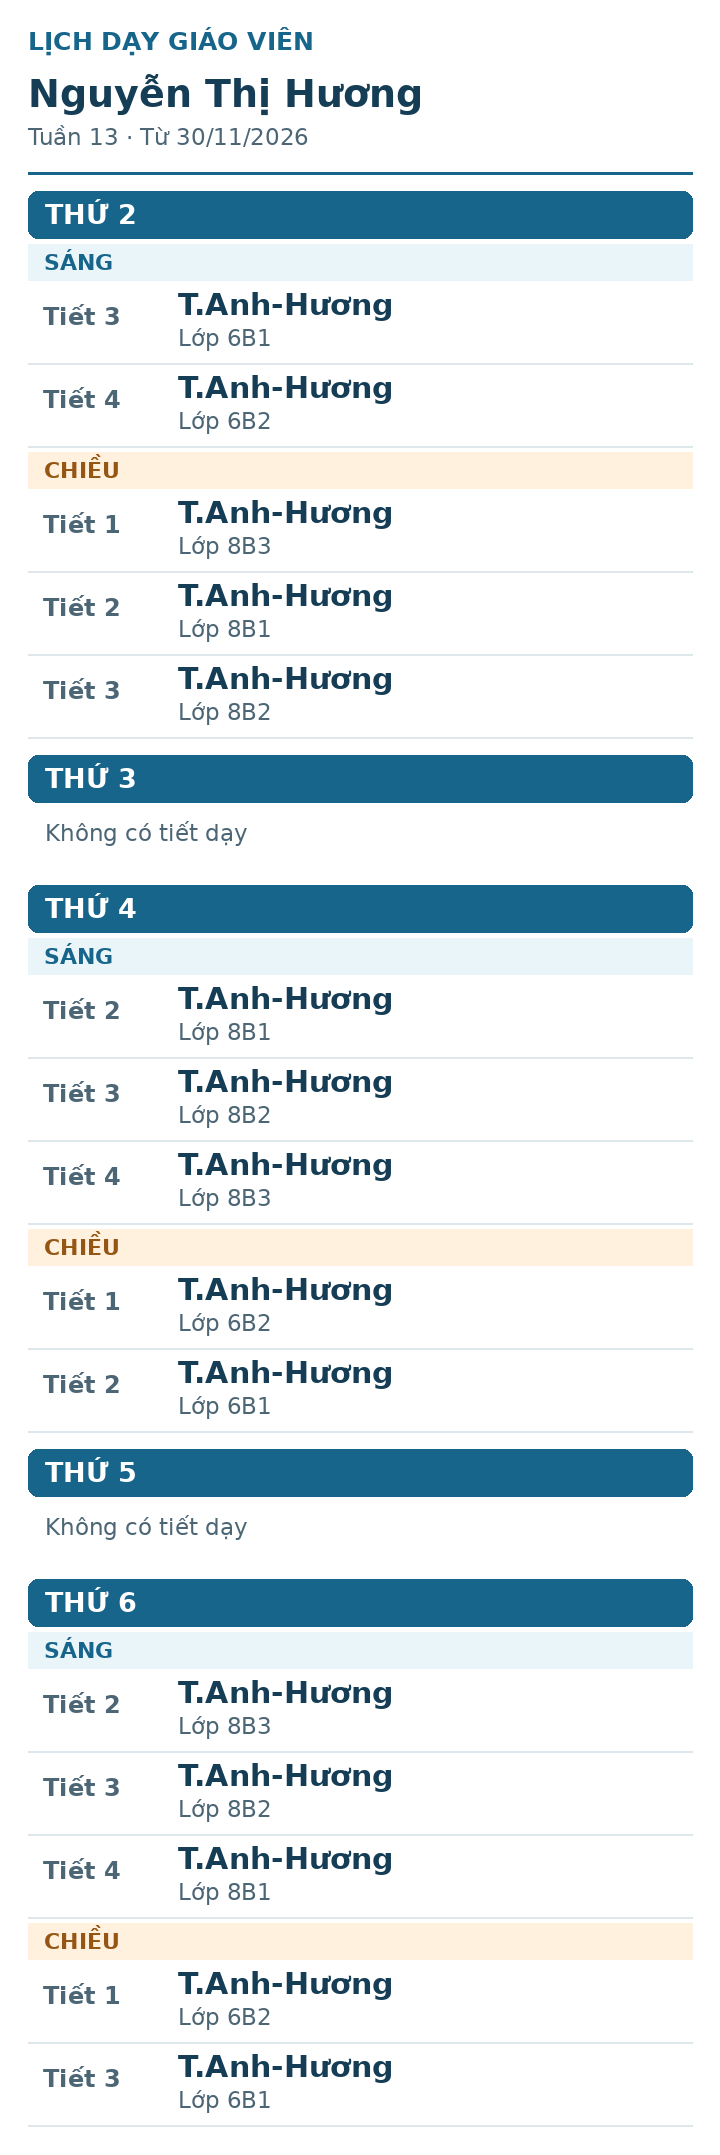 LỊCH DẠY GIÁO VIÊN
Nguyễn Thị Hương
Tuần 13 · Từ 30/11/2026
THỨ 2
SÁNG
Tiết 3 T.Anh-Hương
Lớp 6B1
Tiết 4 T.Anh-Hương
Lớp 6B2
CHIỀU
Tiết 1 T.Anh-Hương
Lớp 8B3
Tiết 2 T.Anh-Hương
Lớp 8B1
Tiết 3 T.Anh-Hương
Lớp 8B2
THỨ 3
Không có tiết dạy
THỨ 4
SÁNG
Tiết 2 T.Anh-Hương
Lớp 8B1
Tiết 3 T.Anh-Hương
Lớp 8B2
Tiết 4 T.Anh-Hương
Lớp 8B3
CHIỀU
Tiết 1 T.Anh-Hương
Lớp 6B2
Tiết 2 T.Anh-Hương
Lớp 6B1
THỨ 5
Không có tiết dạy
THỨ 6
SÁNG
Tiết 2 T.Anh-Hương
Lớp 8B3
Tiết 3 T.Anh-Hương
Lớp 8B2
Tiết 4 T.Anh-Hương
Lớp 8B1
CHIỀU
Tiết 1 T.Anh-Hương
Lớp 6B2
Tiết 3 T.Anh-Hương
Lớp 6B1